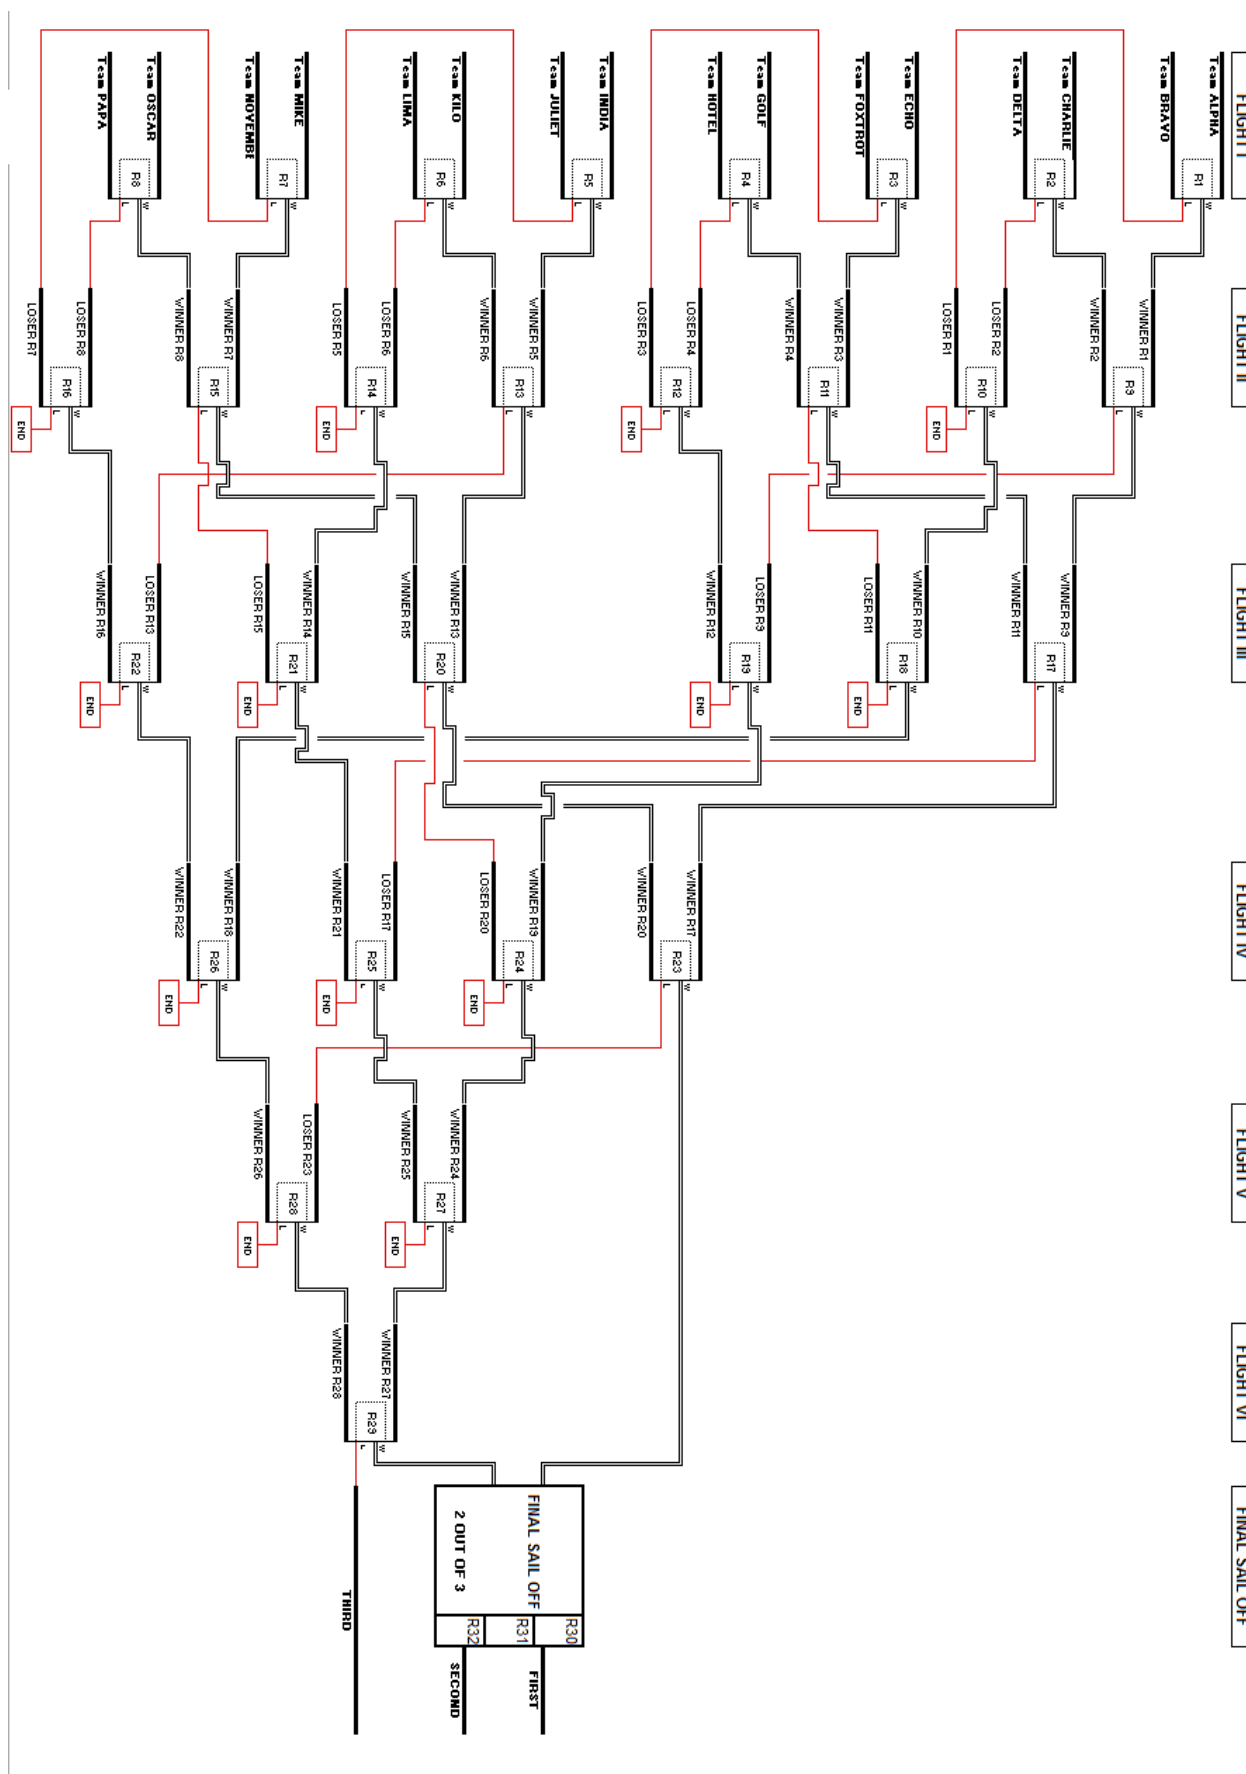 FLIGHT I
Team ALPHA
Team BRAVO
R1
W
L
Team CHARLIE
Team DELTA
R2
W
L
Team ECHO
Team FOXTROT
R3
W
L
Team GOLF
Team HOTEL
R4
W
L
Team INDIA
Team JULIET
R5
W
L
Team KILO
Team LIMA
R6
W
L
Team MIKE
Team NOVEMBE
R7
W
L
Team OSCAR
Team PAPA
R8
W
L
FLIGHT II
WINNER R1
WINNER R2
R9
W
L
LOSER R2
LOSER R1
R10
W
L
END
WINNER R3
WINNER R4
R11
W
L
LOSER R4
LOSER R3
R12
W
L
END
WINNER R5
WINNER R6
R13
W
L
LOSER R6
LOSER R5
R14
W
L
END
WINNER R7
WINNER R8
R15
W
L
LOSER R8
LOSER R7
R16
W
L
END
FLIGHT III
WINNER R9
WINNER R11
R17
W
L
WINNER R10
LOSER R11
R18
W
L
END
LOSER R9
WINNER R12
R19
W
L
END
WINNER R13
WINNER R15
R20
W
L
WINNER R14
LOSER R15
R21
W
L
END
LOSER R13
WINNER R16
R22
W
L
END
FLIGHT IV
WINNER R17
WINNER R20
R23
W
L
WINNER R19
LOSER R20
R24
W
L
END
LOSER R17
WINNER R21
R25
W
L
END
WINNER R18
WINNER R22
R26
W
L
END
FLIGHT V
WINNER R24
WINNER R25
R27
W
L
END
LOSER R23
WINNER R26
R28
W
L
END
FLIGHT VI
WINNER R27
WINNER R28
R29
W
L
FINAL SAIL OFF
FINAL SAIL OFF
2 OUT OF 3
R30
R31
R32
FIRST
SECOND
THIRD